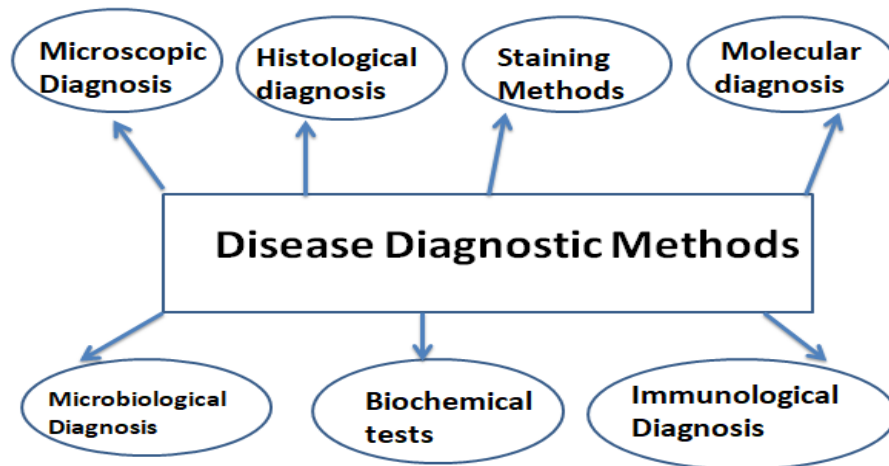 Microscopic
Diagnosis
Histological
diagnosis
Staining
Methods
Molecular
diagnosis
Disease Diagnostic Methods
Microbiological
Diagnosis
Biochemical
tests
Immunological
Diagnosis